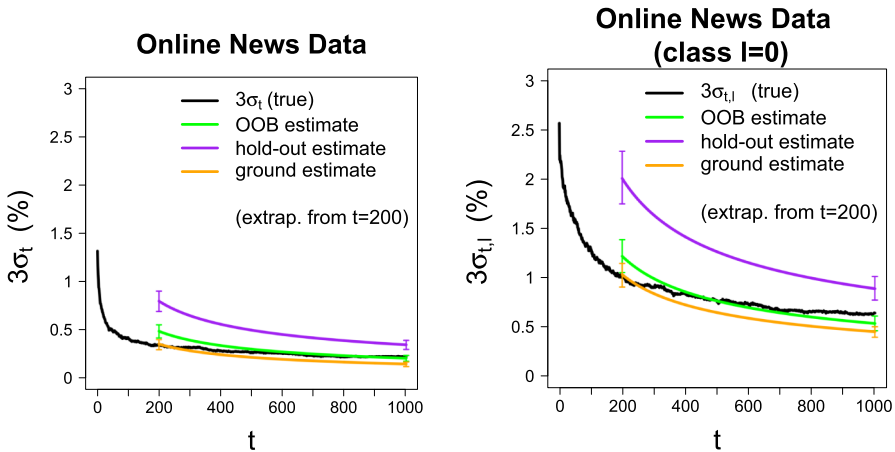 Online News Data
3σt (%)
3
2.5
2
1.5
1
0.5
0
3σt (true)
OOB estimate
hold-out estimate
ground estimate
(extrap. from t=200)
0 200 400 600 800 1000
t
Online News Data
(class l=0)
3σt,l (%)
3
2.5
2
1.5
1
0.5
0
3σt,l (true)
OOB estimate
hold-out estimate
ground estimate
(extrap. from t=200)
0 200 400 600 800 1000
t